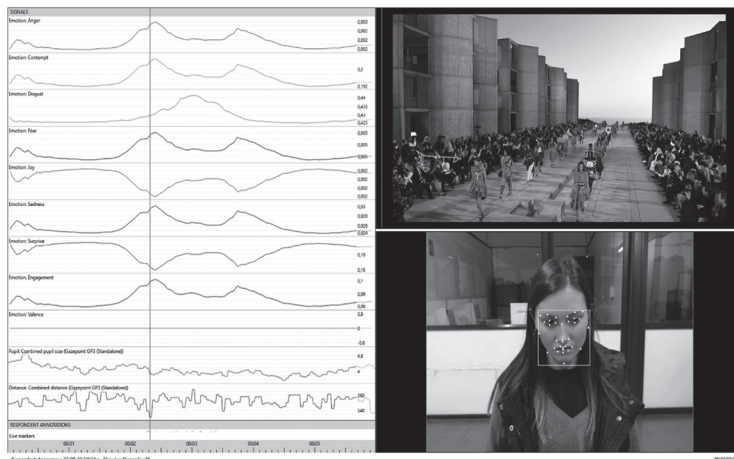 SIGNALS
Emotion: Anger
0,003
0,002
0,002
0,002
Emotion: Contempt
0,2
0,192
Emotion: Disgust
0,44
0,435
0,43
0,425
Emotion: Fear
0,005
0,005
0,005
Emotion: Joy
0,002
0,002
0,002
0,002
Emotion: Sadness
0,03
0,028
0,026
0,024
Emotion: Surprise
0,18
0,16
Emotion: Engagement
0,1
0,09
0,08
Emotion: Valence
0,8
0
-0,8
Pupil: Combined pupil size (Gazepoint GP3 (Standalone))
4,8
4
Distance: Combined distance (Gazepoint GP3 (Standalone))
560
540
RESPONDENT ANNOTATIONS
Live markers
00:01 00:02 00:03 00:04 00:05